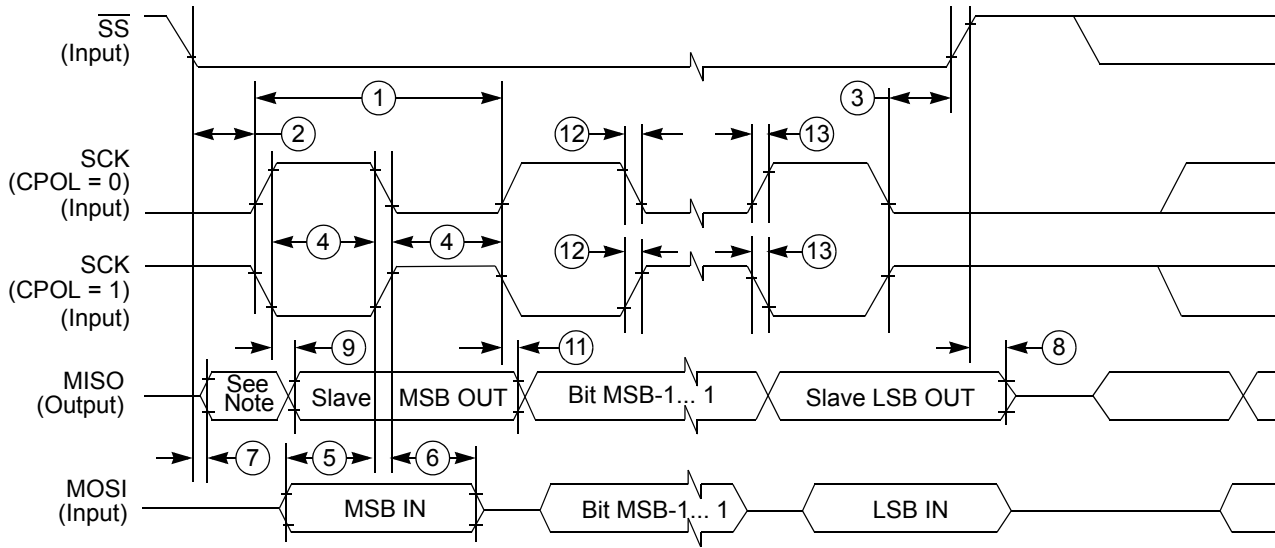 SS
(Input)
1
3
2
12
13
SCK
(CPOL = 0)
(Input)
4
4
12
13
SCK
(CPOL = 1)
(Input)
9
11
8
MISO
(Output)
See
Note
Slave
MSB OUT
Bit MSB-1... 1
Slave LSB OUT
7
5
6
MOSI
(Input)
MSB IN
Bit MSB-1... 1
LSB IN